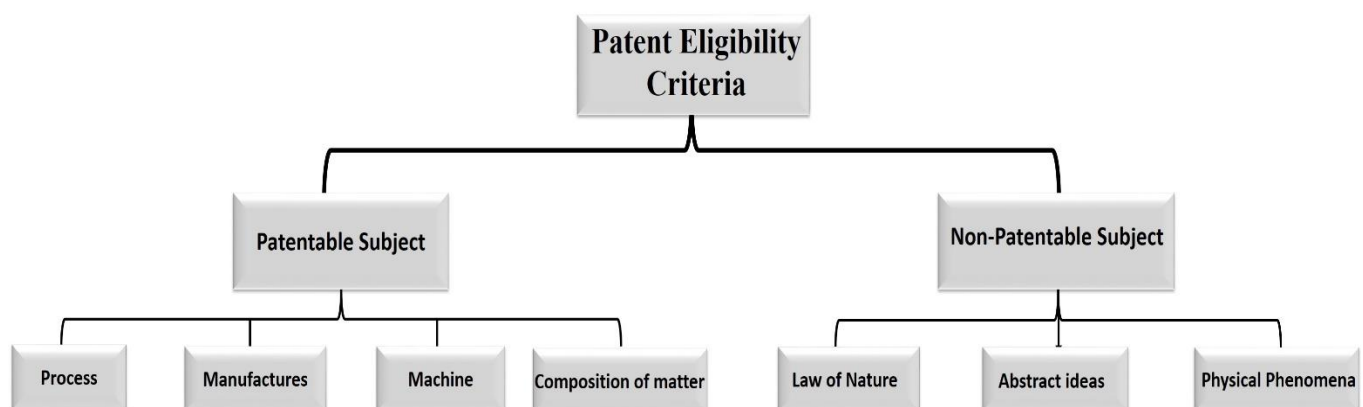 Patent Eligibility
Criteria
Patentable Subject
Non-Patentable Subject
Process
Manufactures
Machine
Composition of matter
Law of Nature
Abstract ideas
Physical Phenomena